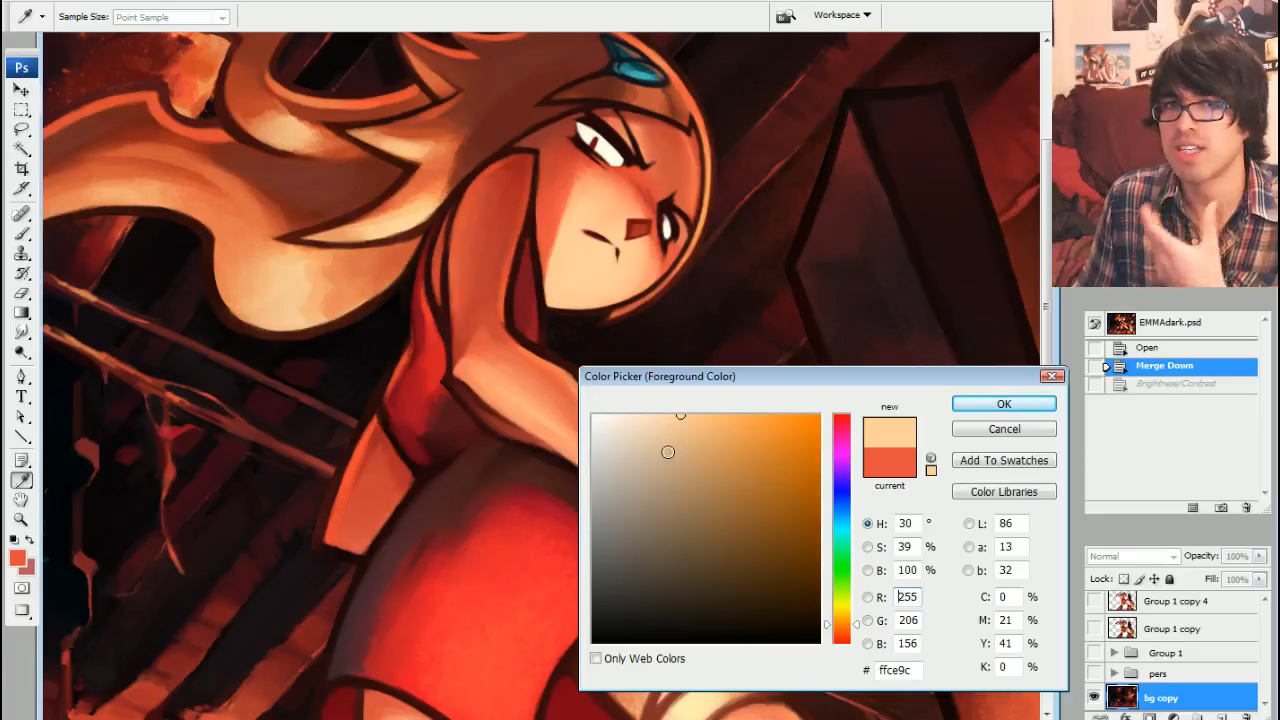 Sample Size: Point Sample
Workspace
Ps
EMMAdark.psd
Open
Merge Down
Brightness/Contrast
Color Picker (Foreground Color)
new
current
OK
Cancel
Add To Swatches
Color Libraries
H: 30 °
S: 39 %
B: 100 %
R: 255
G: 206
B: 156
L: 86
a: 13
b: 32
C: 0 %
M: 21 %
Y: 41 %
K: 0 %
# ffce9c
Only Web Colors
Normal
Opacity: 100%
Lock:
Fill: 100%
Group 1 copy 4
Group 1 copy
Group 1
pers
bg copy